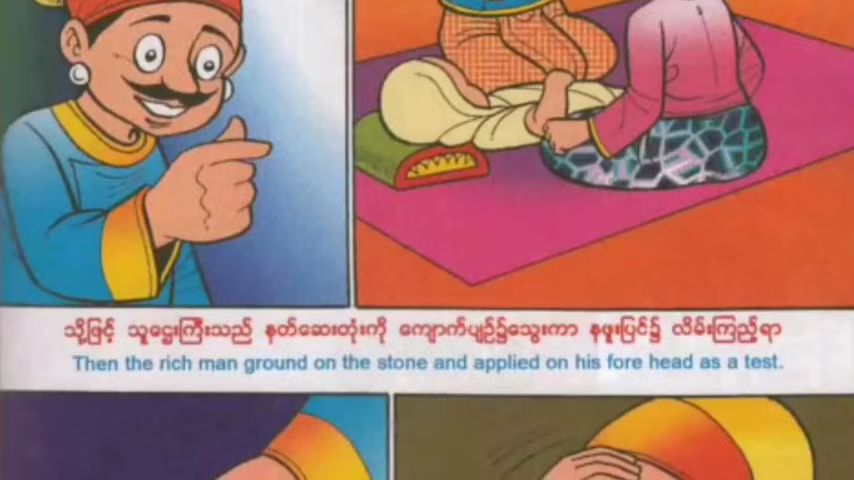 သို့ဖြင့် သူဌေးကြီးသည် နတ်ဆေးတုံးကို ကျောက်ပျဉ်၌သွေးကာ နဖူးပြင်၌ လိမ်းကြည့်ရာ
Then the rich man ground on the stone and applied on his fore head as a test.